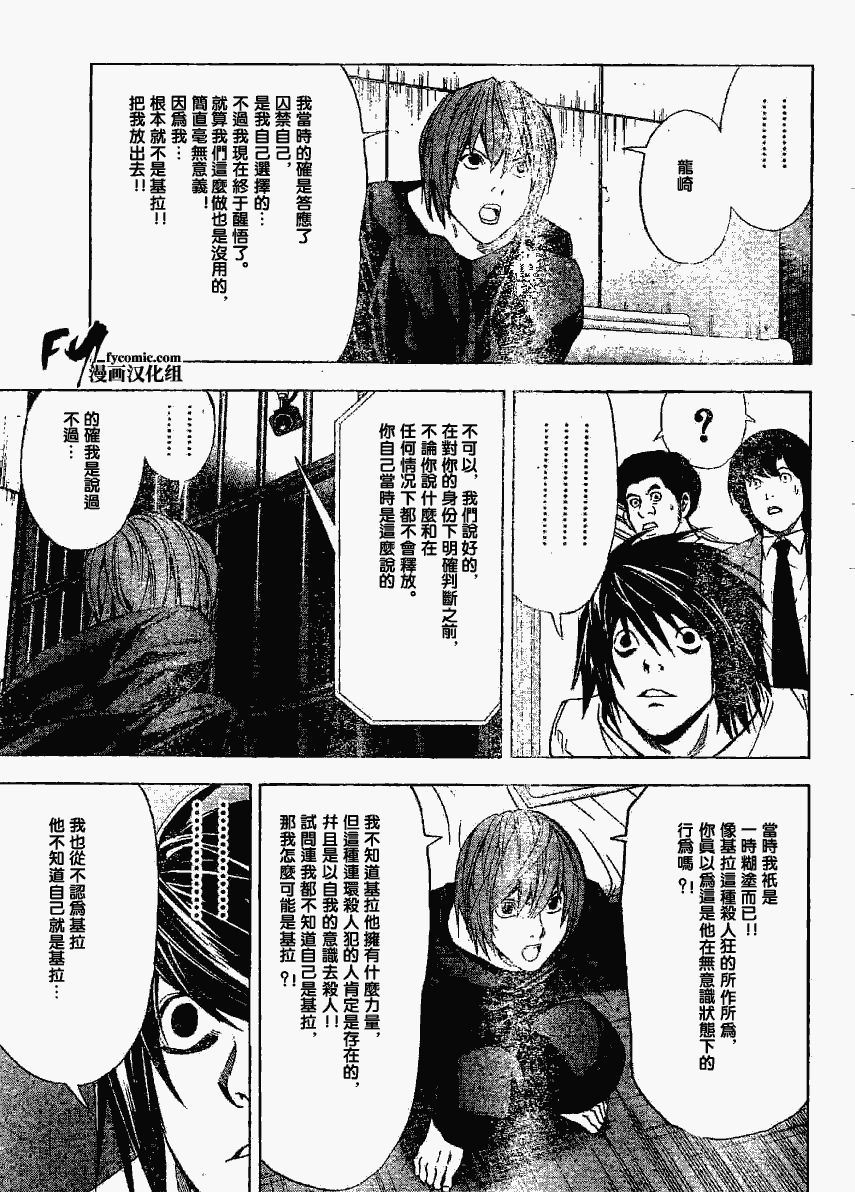 …………
…………
龍崎
我當時的確是答應了
囚禁自己,
是我自己選擇的…
不過我現在終于醒悟了。
就算我們這麼做也是沒用的,
簡直毫無意義!
因爲我…
根本就不是基拉!!
把我放出去!!
FY
fycomic.com
漫画汉化组
?
…………
…………
不可以,我們說好的,
在對你的身份下明確判斷之前,
不論你說什麼和在
任何情況下都不會釋放。
你自己當時是這麼說的
…………
…………
的確我是說過
不過…
當時我祇是
一時糊塗而已!!
像基拉這種殺人狂的所作所爲,
你眞以爲這是他在無意識狀態下的
行爲嗎?!
我不知道基拉他擁有什麼力量,
但這種連環殺人犯的人肯定是存在的,
幷且是以自我的意識去殺人!!
試問連我都不知道自己是基拉,
那我怎麼可能是基拉?!
…………
…………
我也從不認爲基拉
他不知道自己就是基拉…